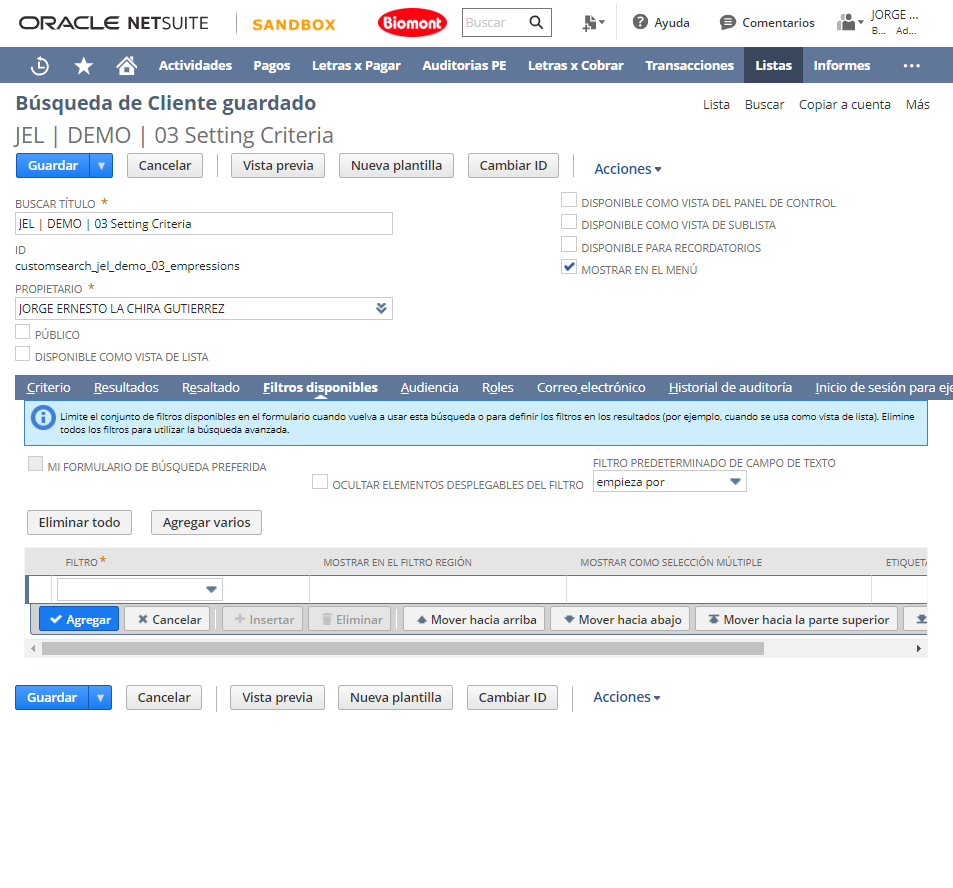 ORACLE NETSUITE SANDBOX Biomont Buscar Ayuda Comentarios JORGE ...
B... Ad...
Actividades Pagos Letras x Pagar Auditorias PE Letras x Cobrar Transacciones Listas Informes ...
Búsqueda de Cliente guardado Lista Buscar Copiar a cuenta Más
JEL | DEMO | 03 Setting Criteria
Guardar Cancelar Vista previa Nueva plantilla Cambiar ID Acciones
BUSCAR TÍTULO *
JEL | DEMO | 03 Setting Criteria
ID
customsearch_jel_demo_03_empressions
PROPIETARIO *
JORGE ERNESTO LA CHIRA GUTIERREZ
PÚBLICO
DISPONIBLE COMO VISTA DE LISTA
DISPONIBLE COMO VISTA DEL PANEL DE CONTROL
DISPONIBLE COMO VISTA DE SUBLISTA
DISPONIBLE PARA RECORDATORIOS
MOSTRAR EN EL MENÚ
Criterio Resultados Resaltado Filtros disponibles Audiencia Roles Correo electrónico Historial de auditoría Inicio de sesión para eje
Limite el conjunto de filtros disponibles en el formulario cuando vuelva a usar esta búsqueda o para definir los filtros en los resultados (por ejemplo, cuando se usa como vista de lista). Elimine
todos los filtros para utilizar la búsqueda avanzada.
MI FORMULARIO DE BÚSQUEDA PREFERIDA
OCULTAR ELEMENTOS DESPLEGABLES DEL FILTRO
FILTRO PREDETERMINADO DE CAMPO DE TEXTO
empieza por
Eliminar todo Agregar varios
FILTRO * MOSTRAR EN EL FILTRO REGIÓN MOSTRAR COMO SELECCIÓN MÚLTIPLE ETIQUETA
Agregar Cancelar Insertar Eliminar Mover hacia arriba Mover hacia abajo Mover hacia la parte superior
Guardar Cancelar Vista previa Nueva plantilla Cambiar ID Acciones